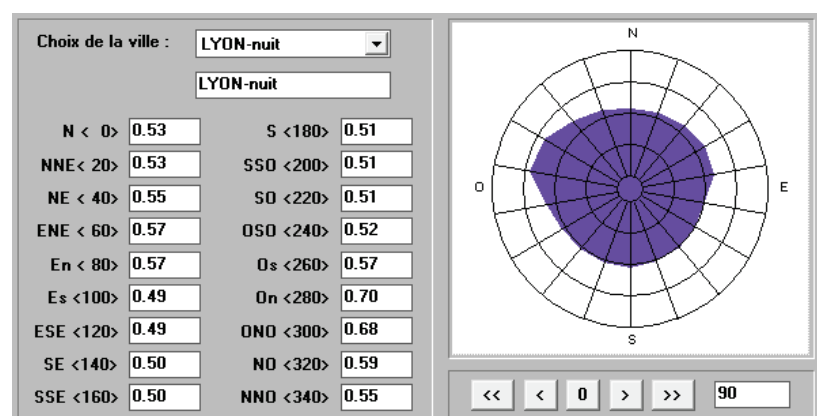 Choix de la ville : LYON-nuit
LYON-nuit
N < 0> 0.53 S <180> 0.51
NNE< 20> 0.53 SSO <200> 0.51
NE < 40> 0.55 SO <220> 0.51
ENE < 60> 0.57 OSO <240> 0.52
En < 80> 0.57 Os <260> 0.57
Es <100> 0.49 On <280> 0.70
ESE <120> 0.49 ONO <300> 0.68
SE <140> 0.50 NO <320> 0.59
SSE <160> 0.50 NNO <340> 0.55
N
O E
S
<< < 0 > >> 90